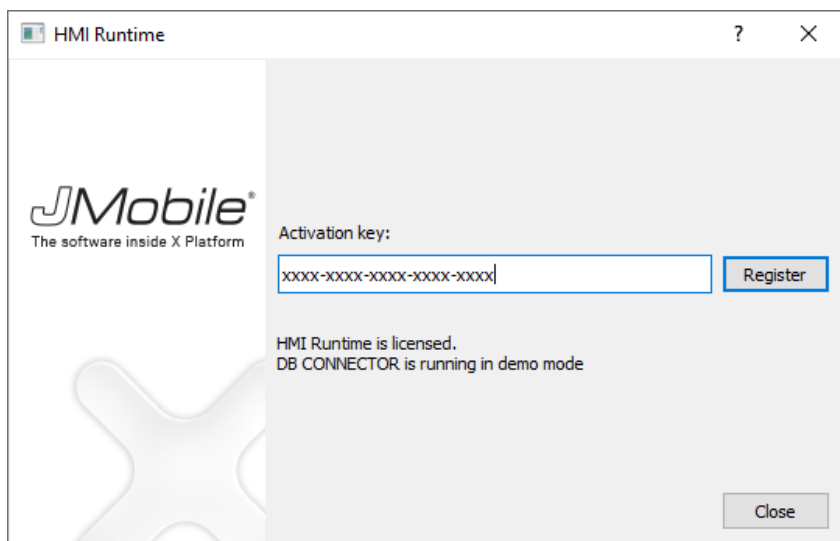 HMI Runtime
?
JMobile®
The software inside X Platform
Activation key:
xxxx-xxxx-xxxx-xxxx-xxxx
Register
HMI Runtime is licensed.
DB CONNECTOR is running in demo mode
Close